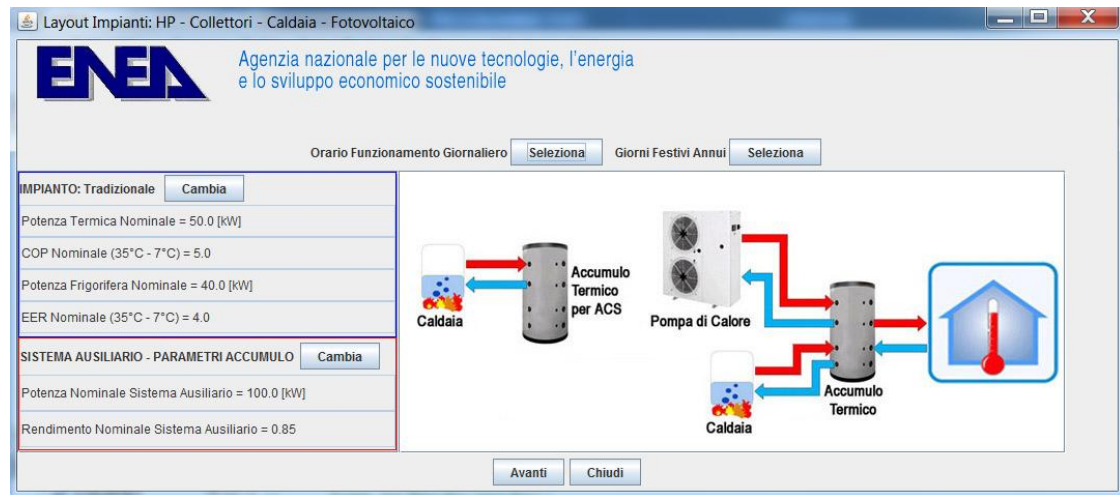 Layout Impianti: HP - Collettori - Caldaia - Fotovoltaico
X
ENEA
Agenzia nazionale per le nuove tecnologie, l'energia
e lo sviluppo economico sostenibile
Orario Funzionamento Giornaliero Seleziona Giorni Festivi Annui Seleziona
IMPIANTO: Tradizionale Cambia
Potenza Termica Nominale = 50.0 [kW]
COP Nominale (35°C - 7°C) = 5.0
Potenza Frigorifera Nominale = 40.0 [kW]
EER Nominale (35°C - 7°C) = 4.0
SISTEMA AUSILIARIO - PARAMETRI ACCUMULO Cambia
Potenza Nominale Sistema Ausiliario = 100.0 [kW]
Rendimento Nominale Sistema Ausiliario = 0.85
Caldaia
Accumulo
Termico
per ACS
Pompa di Calore
Caldaia
Accumulo
Termico
Avanti Chiudi